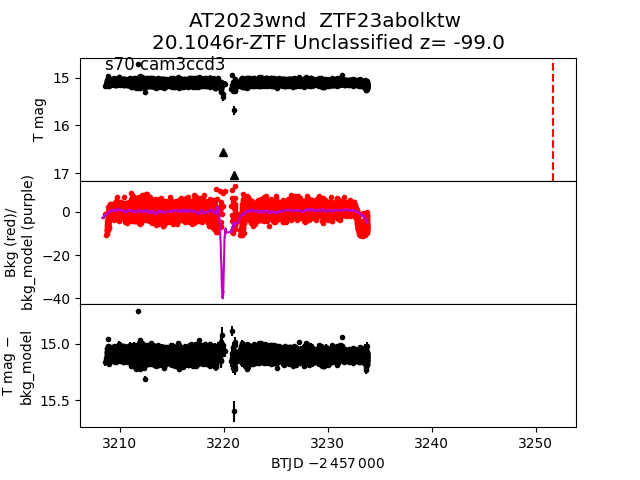 AT2023wnd  ZTF23abolktw
20.1046r-ZTF Unclassified z= -99.0
s70 cam3ccd3
15
16
17
T mag
0
−20
−40
Bkg (red)/
bkg_model (purple)
15.0
15.5
T mag −
bkg_model
3210
3220
3230
3240
3250
BTJD −2 457 000